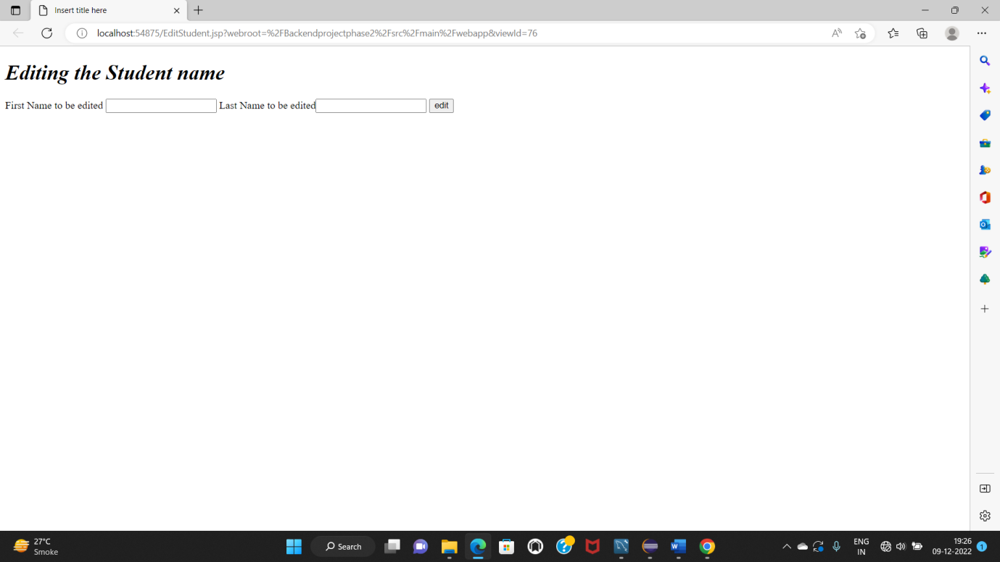 Insert title here
localhost:54875/EditStudent.jsp?webroot=%2FBackendprojectphase2%2Fsrc%2Fmain%2Fwebapp&viewId=76
Editing the Student name
First Name to be edited Last Name to be edited edit
27°C
Smoke
Search
ENG
IN
19:26
09-12-2022
1